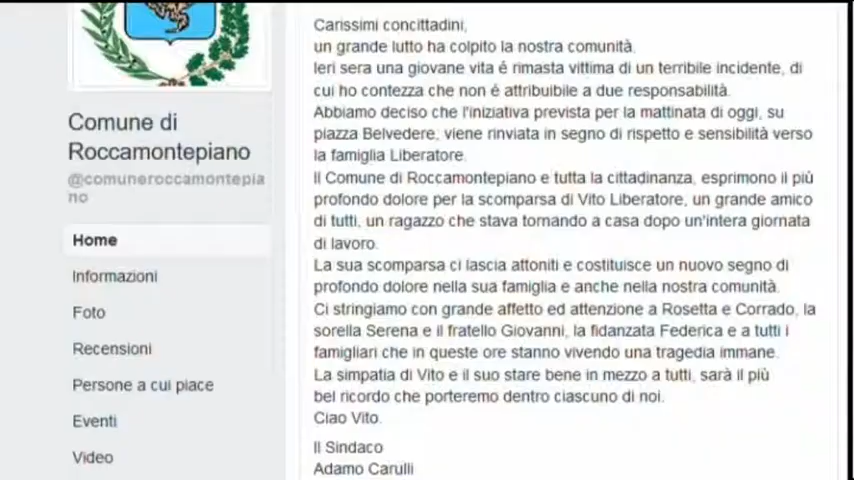 Comune di
Roccamontepiano
@comuneroccamontepia
no
Home
Informazioni
Foto
Recensioni
Persone a cui piace
Eventi
Video
Carissimi concittadini,
un grande lutto ha colpito la nostra comunità.
Ieri sera una giovane vita é rimasta vittima di un terribile incidente, di
cui ho contezza che non é attribuibile a due responsabilità.
Abbiamo deciso che l'iniziativa prevista per la mattinata di oggi, su
piazza Belvedere, viene rinviata in segno di rispetto e sensibilità verso
la famiglia Liberatore.
Il Comune di Roccamontepiano e tutta la cittadinanza, esprimono il più
profondo dolore per la scomparsa di Vito Liberatore, un grande amico
di tutti, un ragazzo che stava tornando a casa dopo un'intera giornata
di lavoro.
La sua scomparsa ci lascia attoniti e costituisce un nuovo segno di
profondo dolore nella sua famiglia e anche nella nostra comunità.
Ci stringiamo con grande affetto ed attenzione a Rosetta e Corrado, la
sorella Serena e il fratello Giovanni, la fidanzata Federica e a tutti i
famigliari che in queste ore stanno vivendo una tragedia immane.
La simpatia di Vito e il suo stare bene in mezzo a tutti, sarà il più
bel ricordo che porteremo dentro ciascuno di noi.
Ciao Vito.
Il Sindaco
Adamo Carulli